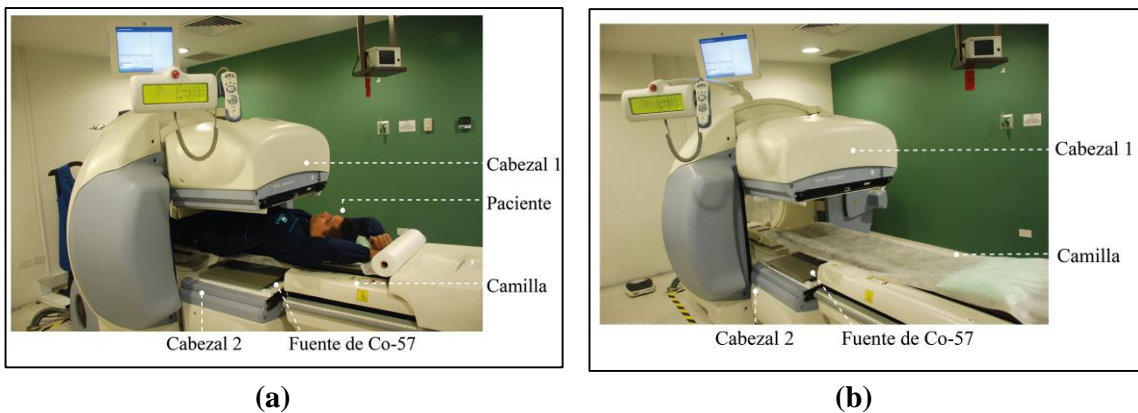 Cabezal 1
Paciente
Camilla
Cabezal 2
Fuente de Co-57
(a)
Cabezal 1
Camilla
Cabezal 2
Fuente de Co-57
(b)